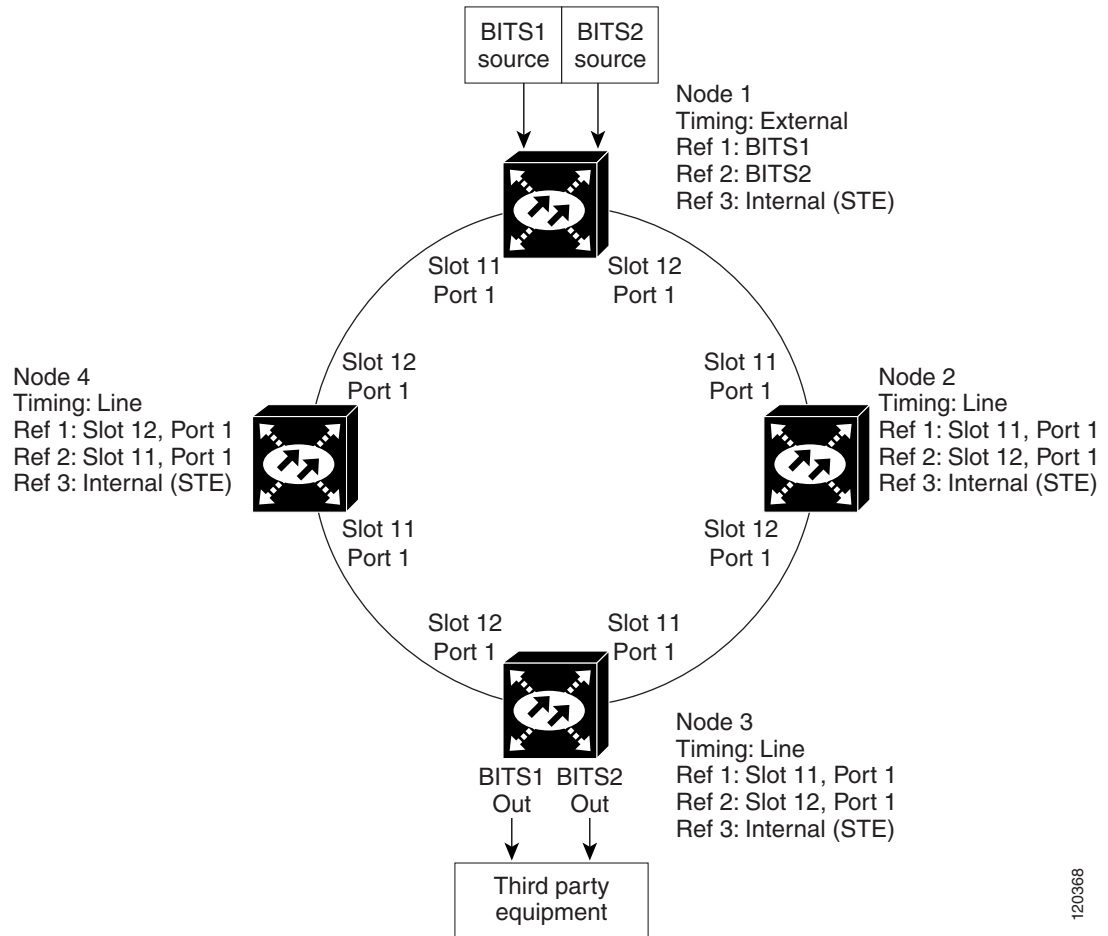 BITS1 source
BITS2 source
Node 1
Timing: External
Ref 1: BITS1
Ref 2: BITS2
Ref 3: Internal (STE)
Slot 11
Port 1
Slot 12
Port 1
Slot 12
Port 1
Slot 11
Port 1
Node 4
Timing: Line
Ref 1: Slot 12, Port 1
Ref 2: Slot 11, Port 1
Ref 3: Internal (STE)
Node 2
Timing: Line
Ref 1: Slot 11, Port 1
Ref 2: Slot 12, Port 1
Ref 3: Internal (STE)
Slot 11
Port 1
Slot 12
Port 1
Slot 12
Port 1
Slot 11
Port 1
Node 3
Timing: Line
Ref 1: Slot 11, Port 1
Ref 2: Slot 12, Port 1
Ref 3: Internal (STE)
BITS1
Out
BITS2
Out
Third party
equipment
120368